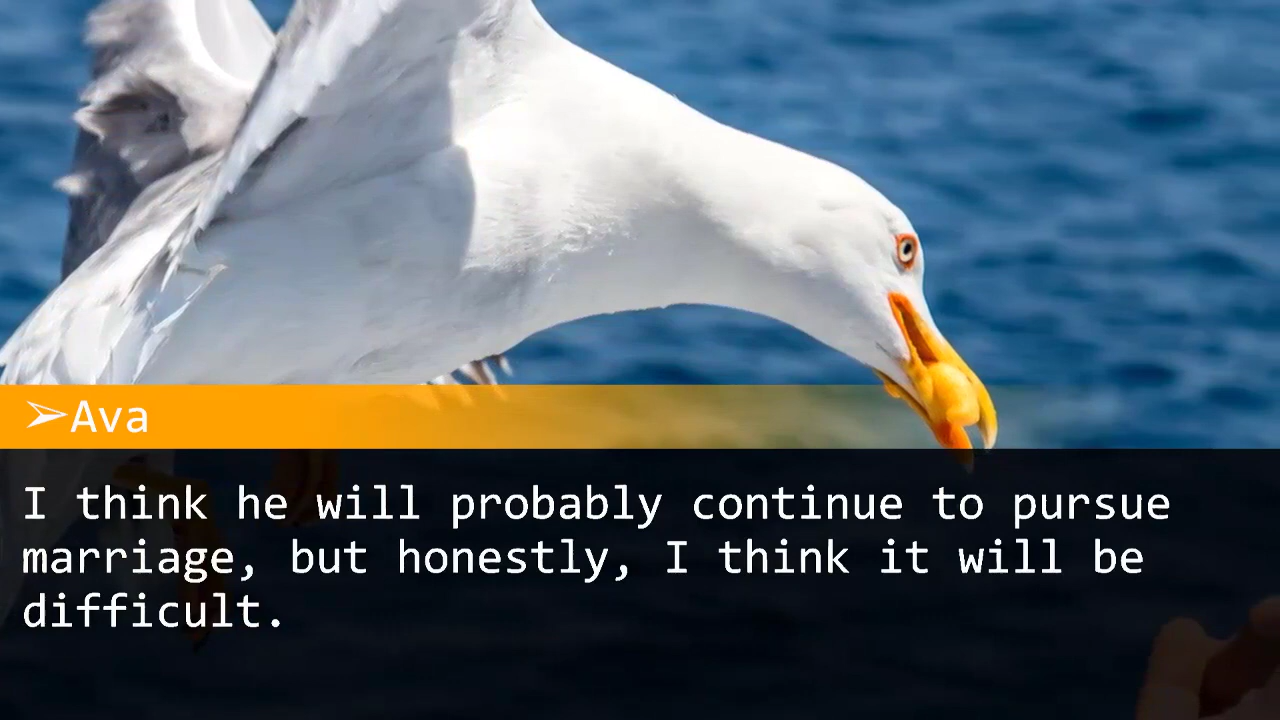 ➢Ava
I think he will probably continue to pursue
marriage, but honestly, I think it will be
difficult.